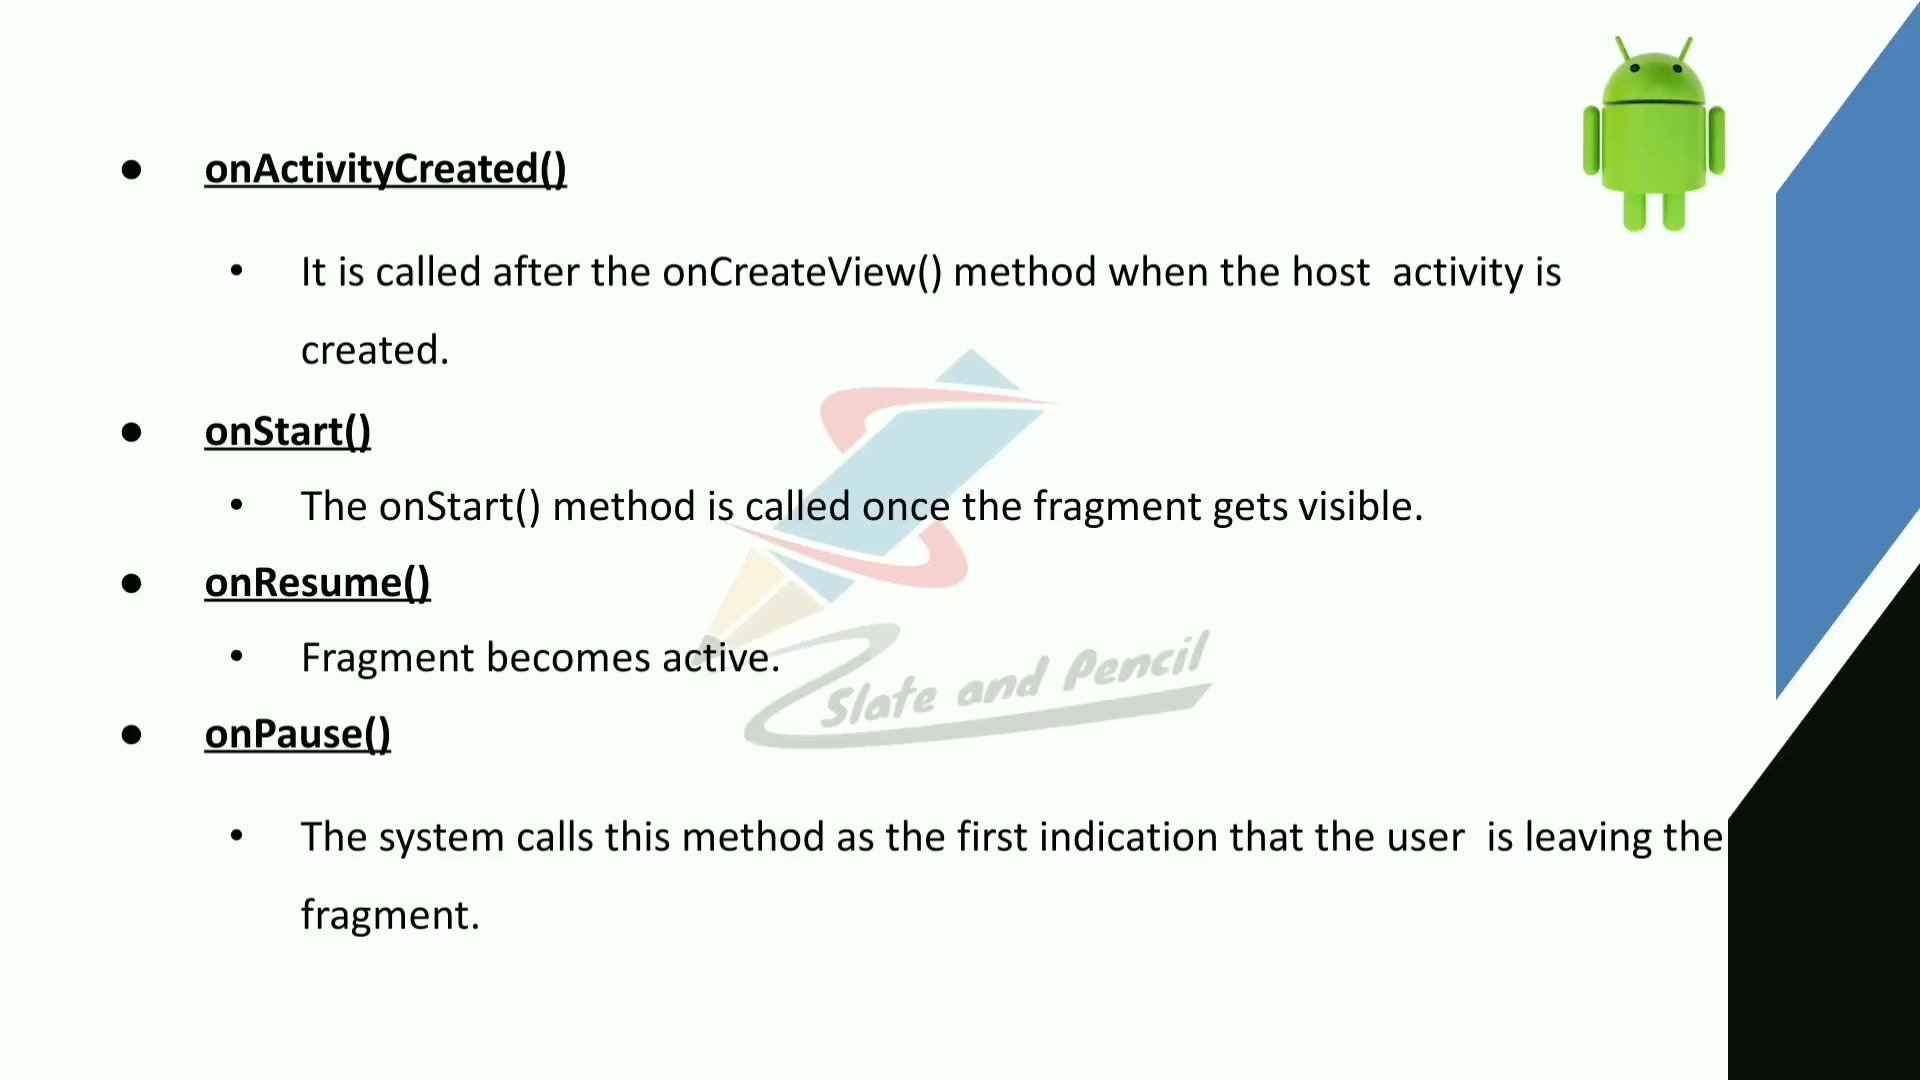 ● onActivityCreated()
• It is called after the onCreateView() method when the host activity is
created.
● onStart()
• The onStart() method is called once the fragment gets visible.
● onResume()
• Fragment becomes active.
Slate and Pencil
● onPause()
• The system calls this method as the first indication that the user is leaving the
fragment.